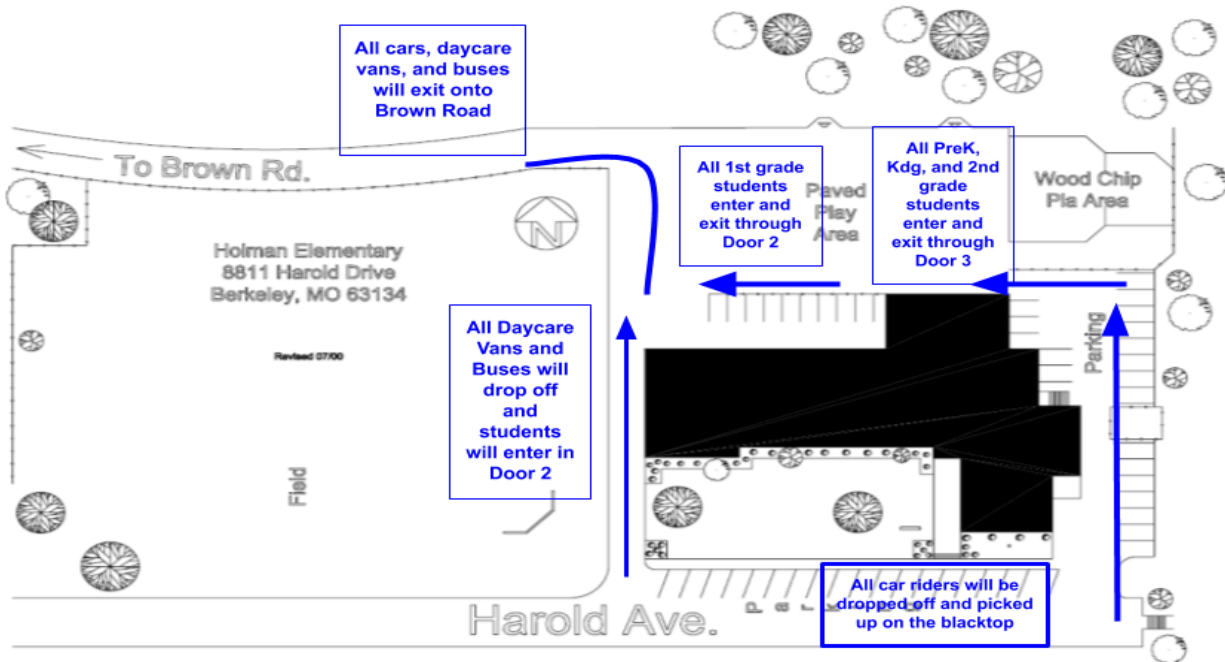 All cars, daycare
vans, and buses
will exit onto
Brown Road
To Brown Rd.
All 1st grade
students
enter and
exit through
Door 2
Paved
Play
Area
All PreK,
Kdg, and 2nd
grade
students
enter and
exit through
Door 3
Wood Chip
Pla Area
N
Holman Elementary
8811 Harold Drive
Berkeley, MO 63134
Revised 07/00
All Daycare
Vans and
Buses will
drop off
and
students
will enter in
Door 2
Field
Parking
All car riders will be
dropped off and picked
up on the blacktop
Harold Ave.